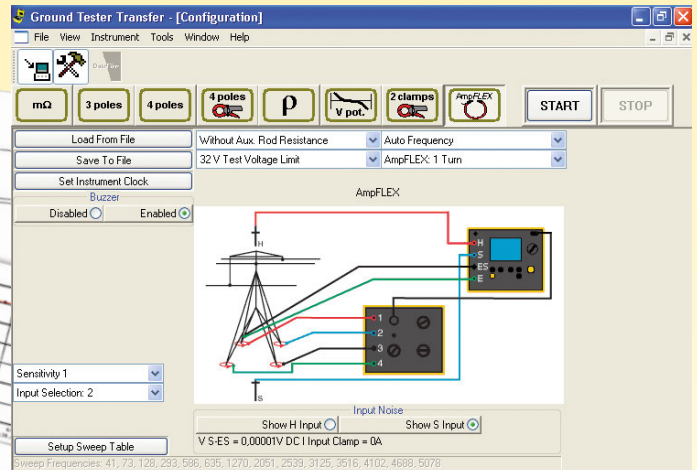 Ground Tester Transfer - [Configuration]
File View Instrument Tools Window Help
DataFlow
mΩ 3 poles 4 poles 4 poles ρ V pot. 2 clamps AmpFLEX START STOP
Load From File Without Aux. Rod Resistance Auto Frequency
Save To File 32 V Test Voltage Limit AmpFLEX: 1 Turn
Set Instrument Clock
Buzzer
AmpFLEX
Disabled Enabled
H
H
S
ES
E
1
2
3
4
Sensitivity 1
Input Selection: 2
S
Input Noise
Show H Input Show S Input
Setup Sweep Table V S-ES = 0,00001V DC I Input Clamp = 0A
Sweep Frequencies: 41, 73, 128, 293, 586, 635, 1270, 2051, 2539, 3125, 3516, 4102, 4688, 5078